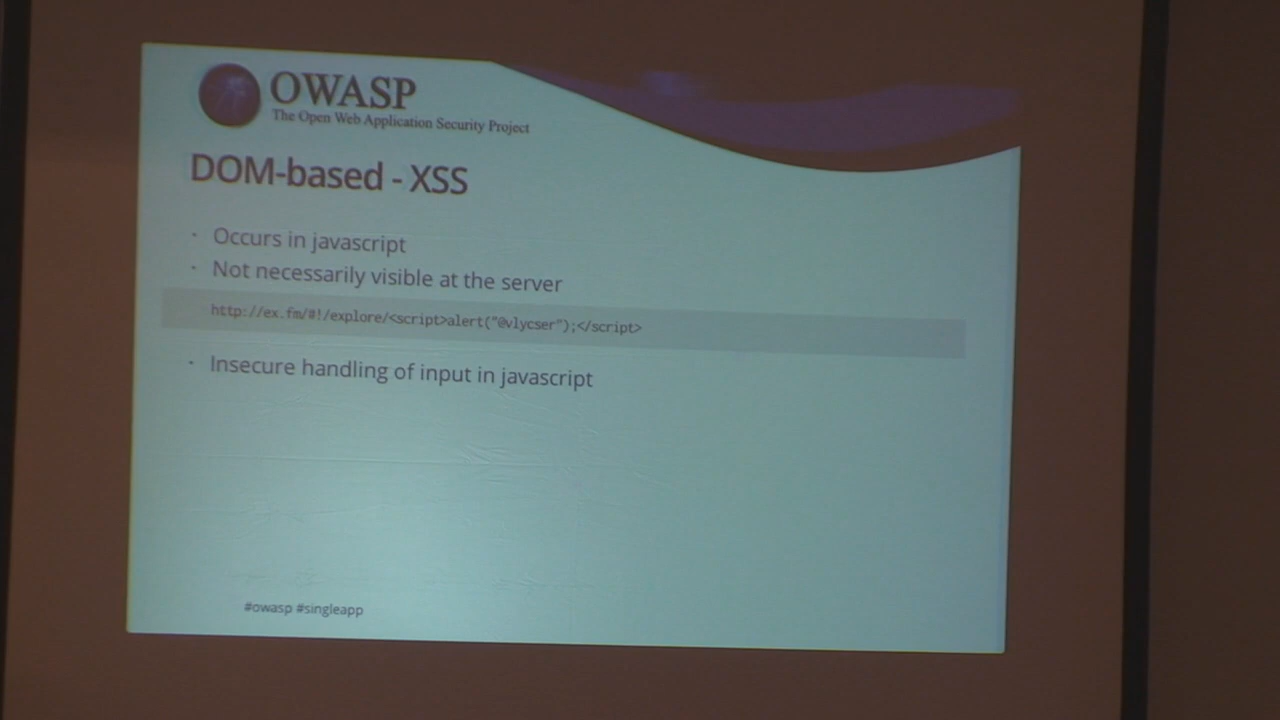 OWASP
The Open Web Application Security Project
DOM-based - XSS
· Occurs in javascript
· Not necessarily visible at the server
http://ex.fm/#!/explore/<script>alert("@vlycser");</script>
· Insecure handling of input in javascript
#owasp #singleapp